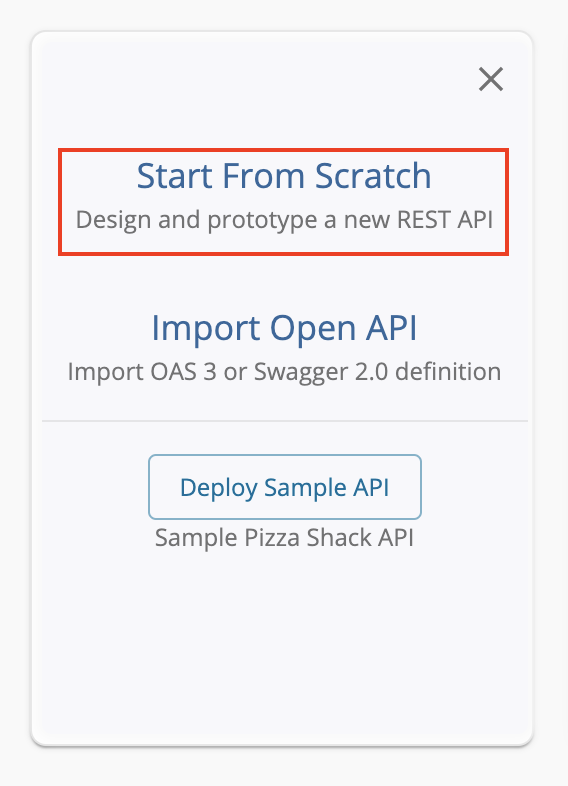 Start From Scratch
Design and prototype a new REST API
Import Open API
Import OAS 3 or Swagger 2.0 definition
Deploy Sample API
Sample Pizza Shack API